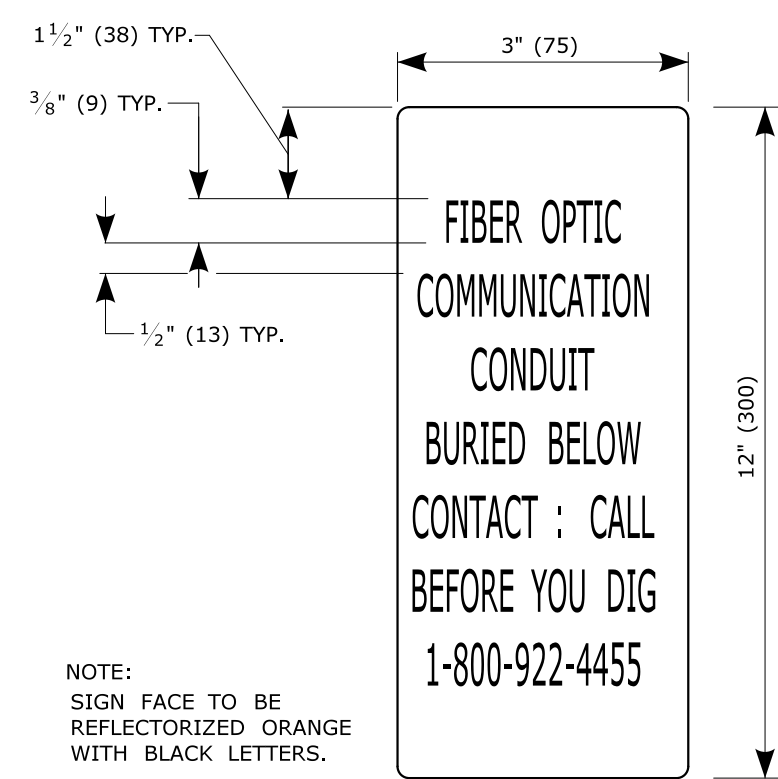 1 1/2" (38) TYP.
3" (75)
3/8" (9) TYP.
FIBER OPTIC
COMMUNICATION
CONDUIT
BURIED BELOW
CONTACT : CALL
BEFORE YOU DIG
1-800-922-4455
1/2" (13) TYP.
12" (300)
NOTE:
SIGN FACE TO BE
REFLECTORIZED ORANGE
WITH BLACK LETTERS.